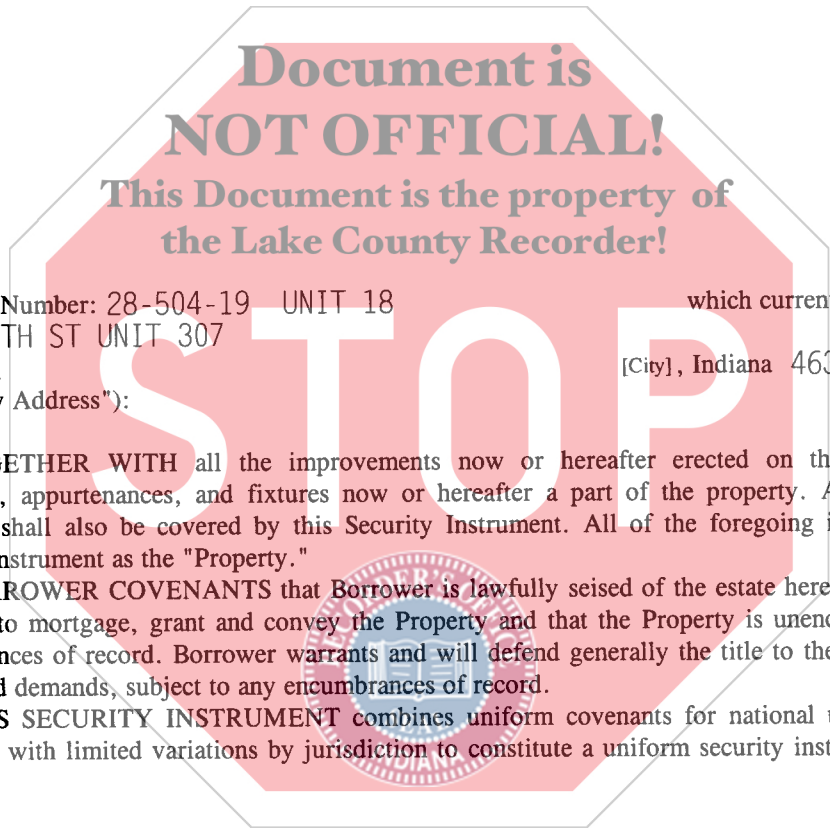 Document is
NOT OFFICIAL!
This Document is the property of
the Lake County Recorder!
Number: 28-504-19 UNIT 18 which curren
TH ST UNIT 307
[City], Indiana 463
y Address"):
STOP
GETHER WITH all the improvements now or hereafter erected on th
, appurtenances, and fixtures now or hereafter a part of the property. A
shall also be covered by this Security Instrument. All of the foregoing i
nstrument as the "Property."
RROWER COVENANTS that Borrower is lawfully seised of the estate here
to mortgage, grant and convey the Property and that the Property is unenc
nces of record. Borrower warrants and will defend generally the title to the
d demands, subject to any encumbrances of record.
S SECURITY INSTRUMENT combines uniform covenants for national u
with limited variations by jurisdiction to constitute a uniform security inst
RECORDER'S OFFICE
INDIANA